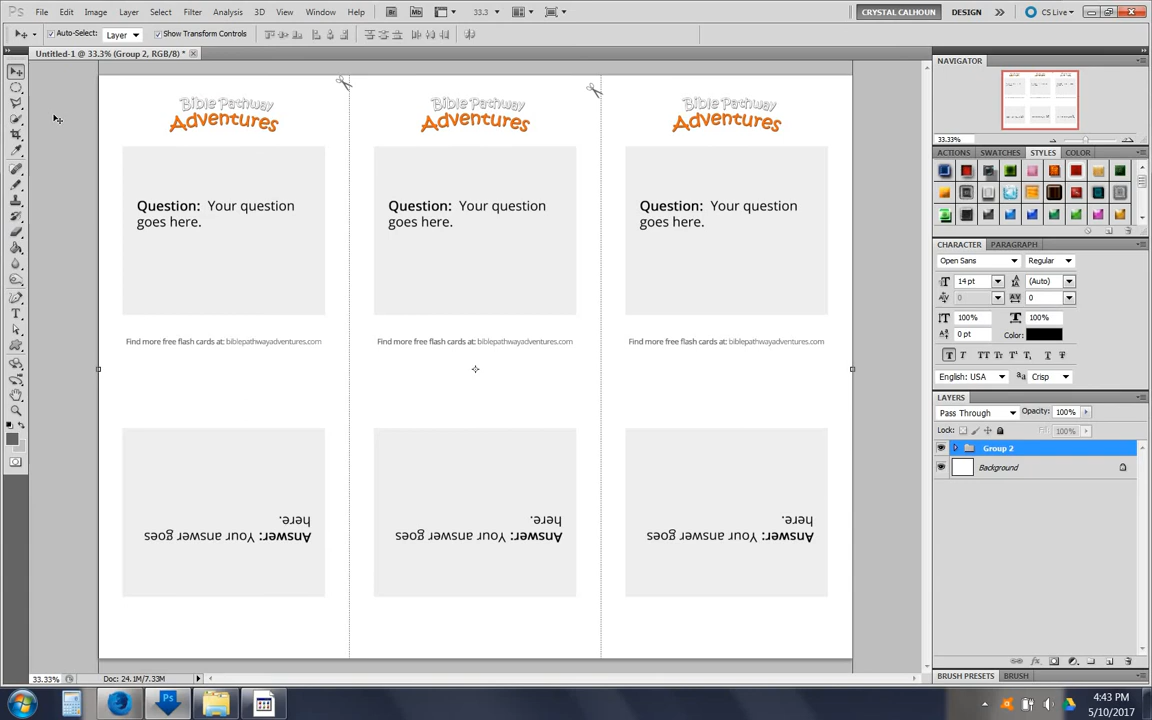 Ps File Edit Image Layer Select Filter Analysis 3D View Window Help Br Mb 33.3 CRYSTAL CALHOUN DESIGN CS Live
Auto-Select: Layer Show Transform Controls
Untitled-1 @ 33.3% (Group 2, RGB/8) *
NAVIGATOR
33.33%
ACTIONS SWATCHES STYLES COLOR
CHARACTER PARAGRAPH
Open Sans Regular
14 pt (Auto)
0 0
100% 100%
0 pt Color:
English: USA Crisp
LAYERS
Pass Through Opacity: 100%
Lock: Fill: 100%
Group 2
Background
BRUSH PRESETS BRUSH
Bible Pathway Bible Pathway Bible Pathway
Adventures Adventures Adventures
Question: Your question Question: Your question Question: Your question
goes here. goes here. goes here.
Find more free flash cards at: biblepathwayadventures.com Find more free flash cards at: biblepathwayadventures.com Find more free flash cards at: biblepathwayadventures.com
Answer: Your answer goes Answer: Your answer goes Answer: Your answer goes
here. here. here.
33.33% Doc: 24.1M/7.33M
Ps
4:43 PM
5/10/2017